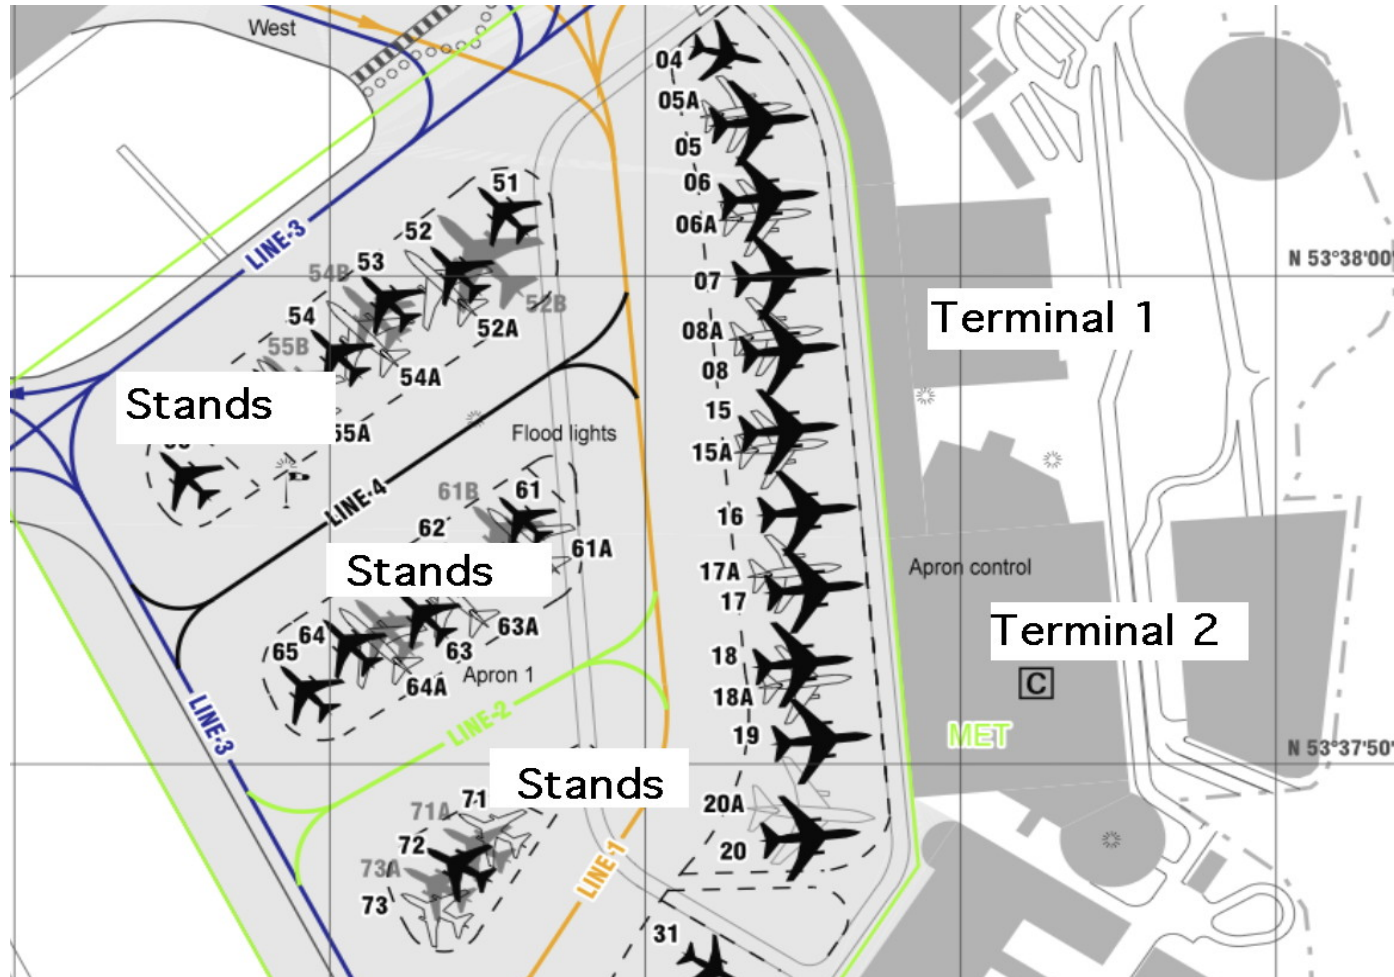 West
04
05A
05
51
06
LINE-3
52
06A
54B
53
07
N 53°38'00
52B
54
52A
Terminal 1
08A
55B
54A
08
Stands
15
55A
Flood lights
15A
61B
61
LINE-4
62
16
61A
Stands
17A
Apron control
17
64
63A
Terminal 2
65
63
18
Apron 1
64A
18A
C
LINE-3
LINE-2
19
MET
N 53°37'50
Stands
71
71A
20A
72
20
73A
LINE-1
73
31